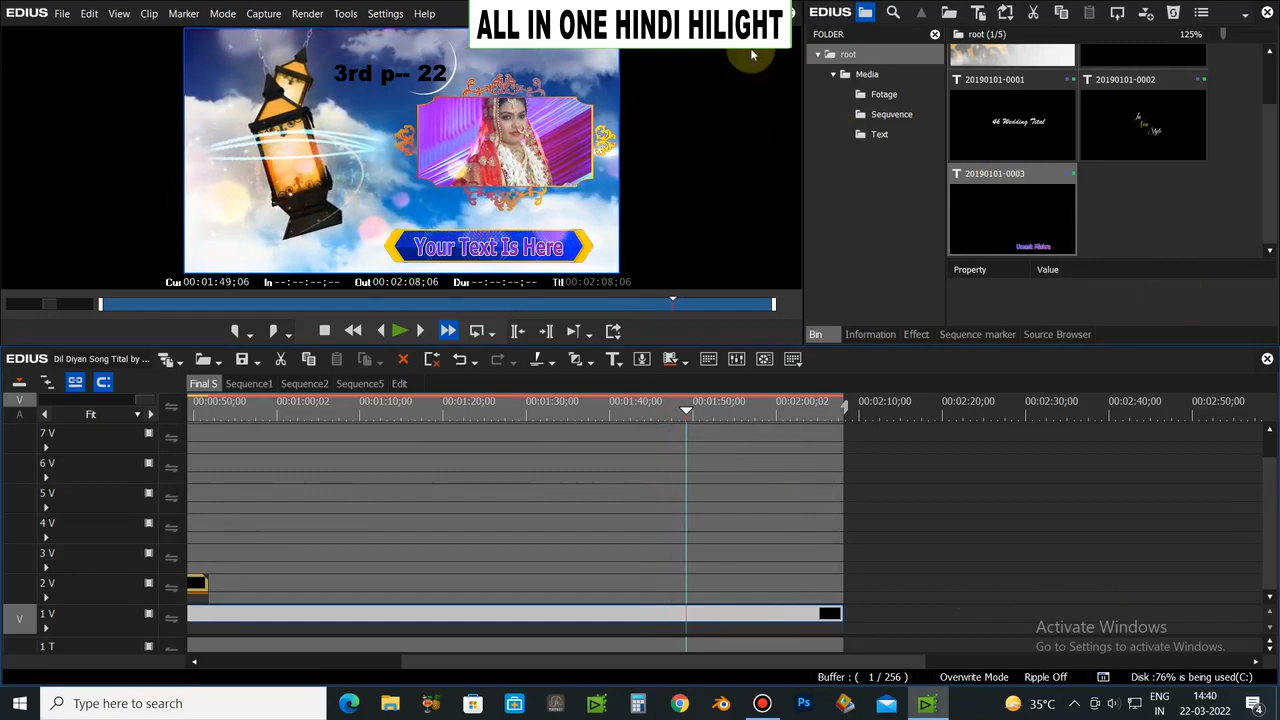 EDIUS File Edit View Clip Marker Mode Capture Render Tools Settings Help
ALL IN ONE HINDI HILIGHT
EDIUS
FOLDER
root (1/5)
125%
root
Media
Fotage
Sequvence
Text
20190101-0001
20190101-0002
4k Wedding Tital
20190101-0003
Umesh Mishra
Property Value
Bin Information Effect Sequence marker Source Browser
3rd p-- 22
Your Text Is Here
Cur 00:01:49;06 In --:--:--;-- Out 00:02:08;06 Dur --:--:--;-- Ttl 00:02:08;06
EDIUS Dil Diyan Song Tital by ...
Final S Sequence1 Sequence2 Sequence5 Edit
V
A
Fit
00:00:50;00 00:01:00;02 00:01:10;00 00:01:20;00 00:01:30;00 00:01:40;00 00:01:50;00 00:02:00;02 00:02:10;00 00:02:20;00 00:02:30;00 00:02:40;00 00:02:50;00
7 V
6 V
5 V
4 V
3 V
2 V
V 1 V
1 T
Activate Windows
Go to Settings to activate Windows.
Buffer : ( 1 / 256 ) Overwrite Mode Ripple Off Disk :76% is being used(C:)
Type here to search
Ps
35°C
ENG
IN
14:40
22-03-2022